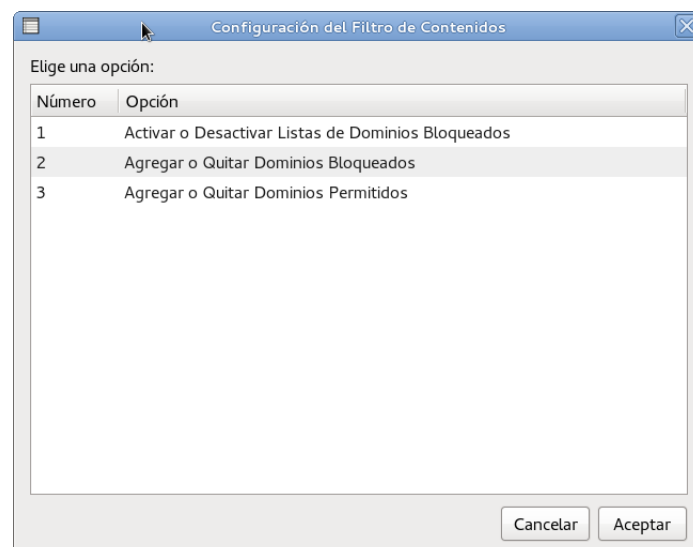 Configuración del Filtro de Contenidos
Elige una opción:
Número Opción
1 Activar o Desactivar Listas de Dominios Bloqueados
2 Agregar o Quitar Dominios Bloqueados
3 Agregar o Quitar Dominios Permitidos
Cancelar Aceptar